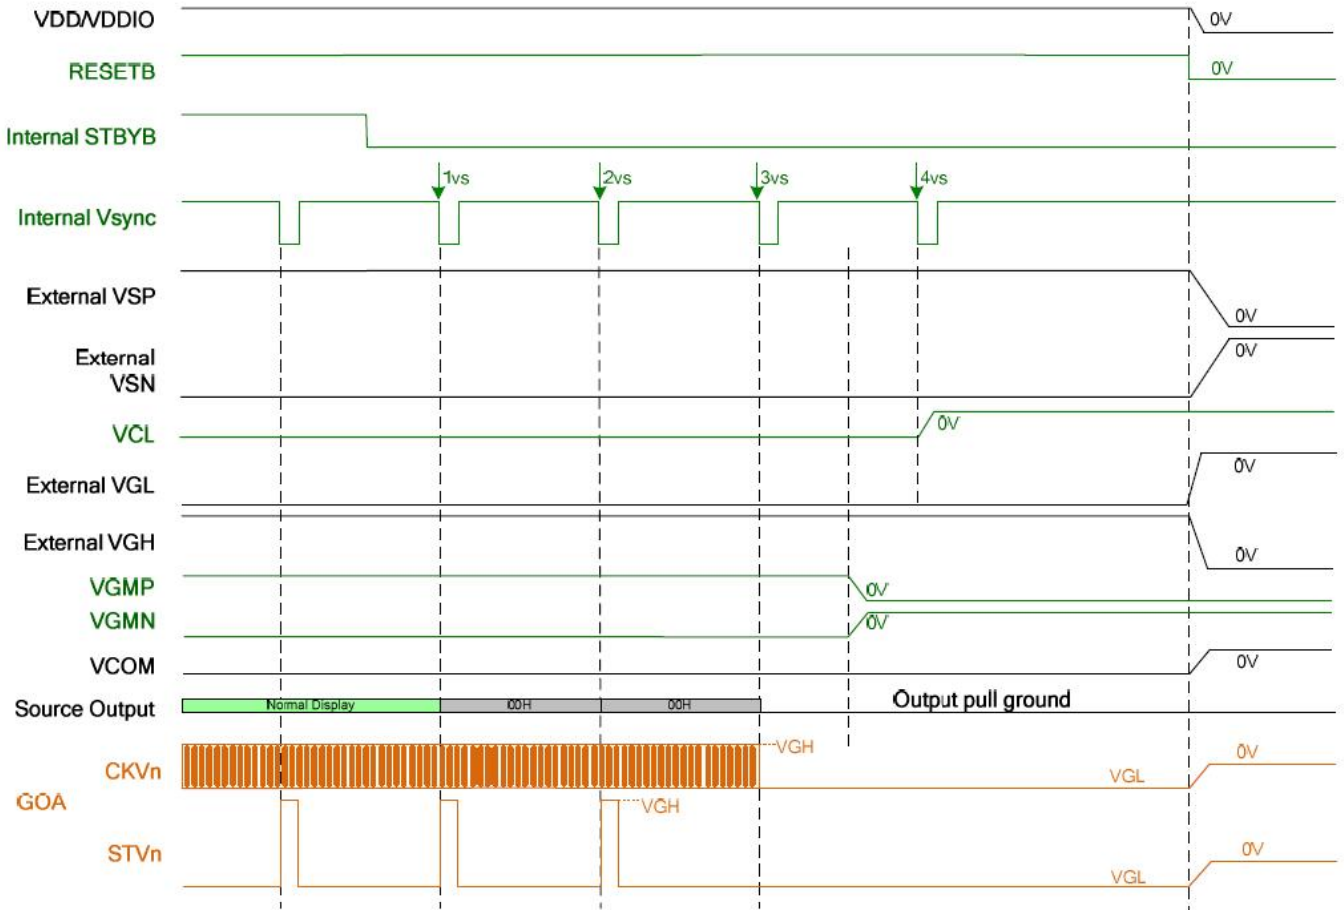 VDD/VDDIO
0V
RESETB
0V
Internal STBYB
1vs 2vs 3vs 4vs
Internal Vsync
External VSP
0V
External
VSN
0V
VCL
0V
External VGL
0V
External VGH
0V
VGMP
0V
VGMN
0V
VCOM
0V
Source Output
Normal Display 00H 00H
Output pull ground
VGH
CKVn
VGL
0V
GOA
VGH
STVn
VGL
0V